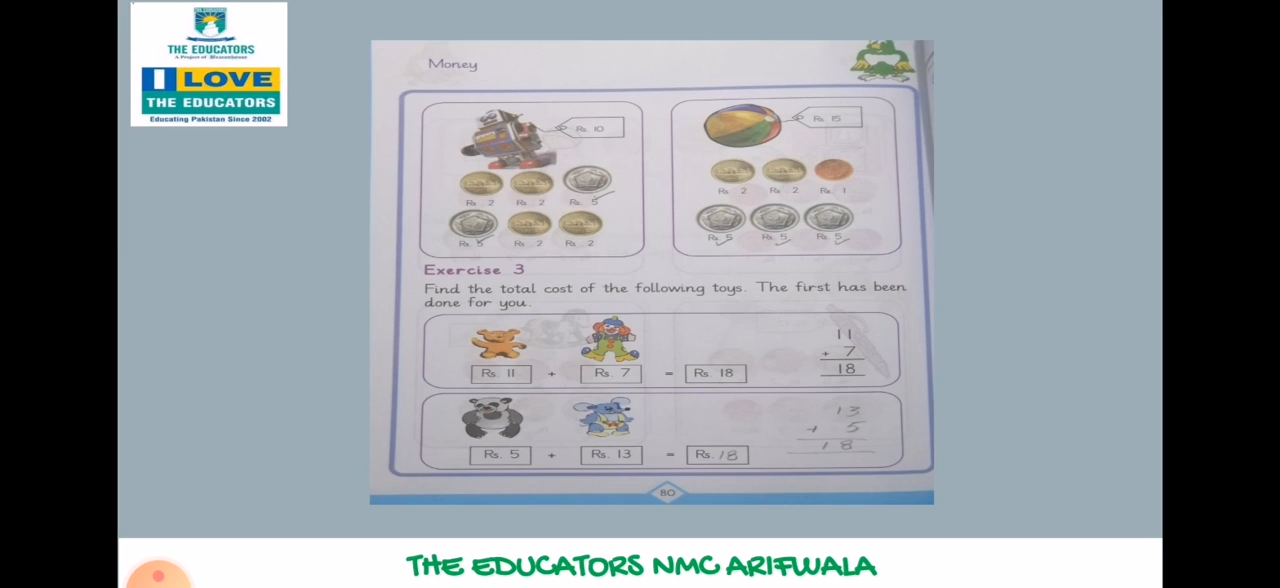 THE EDUCATORS
A Project of Beaconhouse
I LOVE
THE EDUCATORS
Educating Pakistan Since 2002
Money
Rs. 10
Rs. 2 Rs. 2 Rs. 5
Rs. 5 Rs. 2 Rs. 2
Rs. 15
Rs. 2 Rs. 2 Rs. 1
Rs. 5 Rs. 5 Rs. 5
Exercise 3
Find the total cost of the following toys. The first has been
done for you.
Rs. 11 + Rs. 7 = Rs. 18
11
+ 7
18
Rs. 5 + Rs. 13 = Rs. 18
13
+ 5
18
80
THE EDUCATORS NMC ARIFWALA